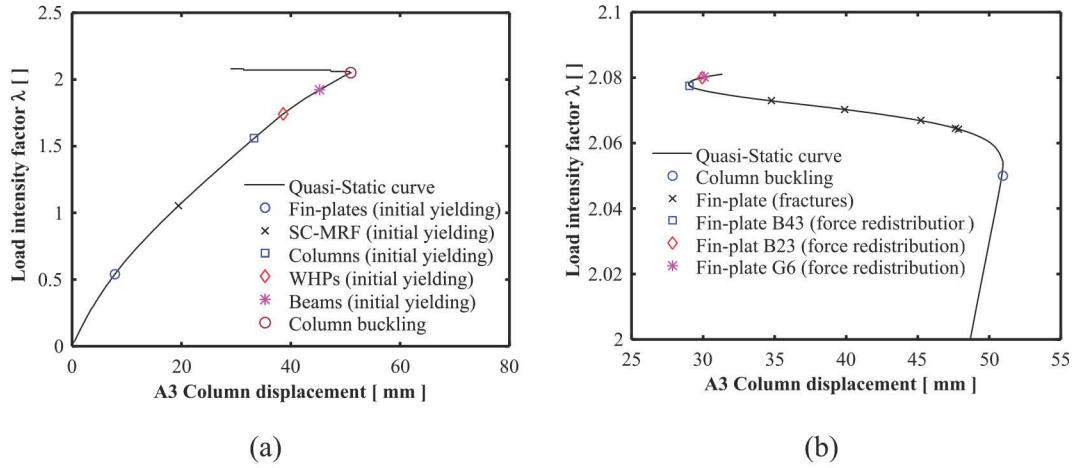 2.5
2
1.5
1
0.5
0
0
20
40
60
80
Load intensity factor λ [ ]
A3 Column displacement [ mm ]
Quasi-Static curve
Fin-plates (initial yielding)
SC-MRF (initial yielding)
Columns (initial yielding)
WHPs (initial yielding)
Beams (initial yielding)
Column buckling
(a)
2.1
2.08
2.06
2.04
2.02
2
25
30
35
40
45
50
55
Load intensity factor λ [ ]
A3 Column displacement [ mm ]
Quasi-Static curve
Column buckling
Fin-plate (fractures)
Fin-plate B43 (force redistribution)
Fin-plat B23 (force redistribution)
Fin-plate G6 (force redistribution)
(b)